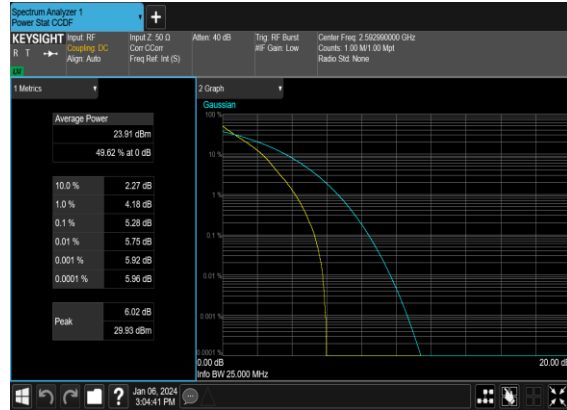 Spectrum Analyzer 1
Power Stat CCDF
+
KEYSIGHT
R T
LXI
Input: RF
Coupling: DC
Align: Auto
Input Z: 50 Ω
Corr CCorr
Freq Ref: Int (S)
Atten: 40 dB
Trig: RF Burst
#IF Gain: Low
Center Freq: 2.592990000 GHz
Counts: 1.00 M/1.00 Mpt
Radio Std: None
1 Metrics
Average Power
23.91 dBm
49.62 % at 0 dB
10.0 % 2.27 dB
1.0 % 4.18 dB
0.1 % 5.28 dB
0.01 % 5.75 dB
0.001 % 5.92 dB
0.0001 % 5.96 dB
Peak
6.02 dB
29.93 dBm
2 Graph
Gaussian
100 %
10 %
1 %
0.1 %
0.01 %
0.001 %
0.0001 %
0.00 dB
20.00 dB
Info BW 25.000 MHz
?
Jan 06, 2024
3:04:41 PM